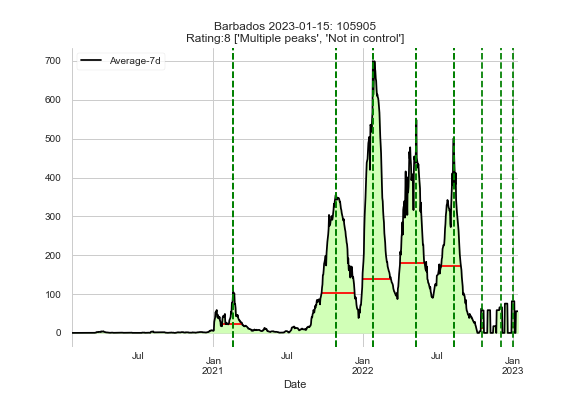 Barbados 2023-01-15: 105905
Rating:8 ['Multiple peaks', 'Not in control']
Average-7d
700
600
500
400
300
200
100
0
Jul
Jan
2021
Jul
Jan
2022
Jul
Jan
2023
Date